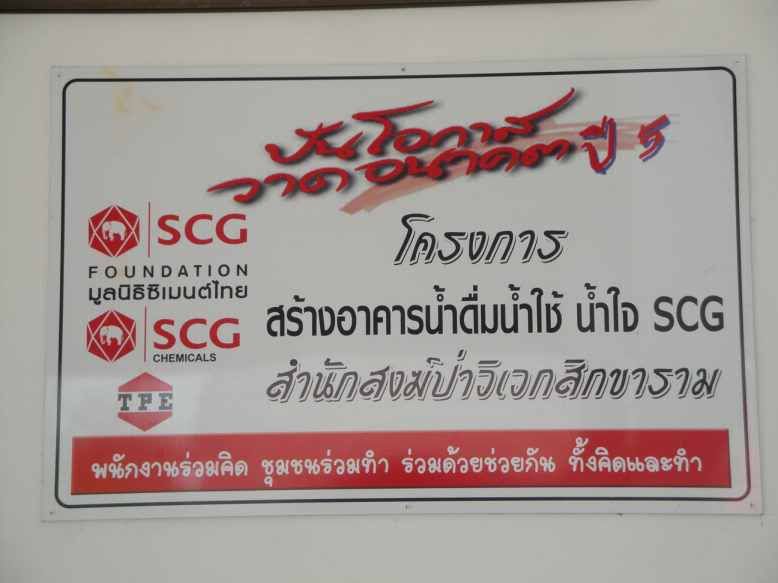 ปันโอกาส
วาดอนาคต ปี 5
SCG
FOUNDATION
มูลนิธิซิเมนต์ไทย
SCG
CHEMICALS
TPE
โครงการ
สร้างอาคารน้ำดื่มน้ำใช้ น้ำใจ SCG
สำนักสงฆ์ป่าวิเวกสิกขาราม
พนักงานร่วมคิด ชุมชนร่วมทำ ร่วมด้วยช่วยกัน ทั้งคิดและทำ